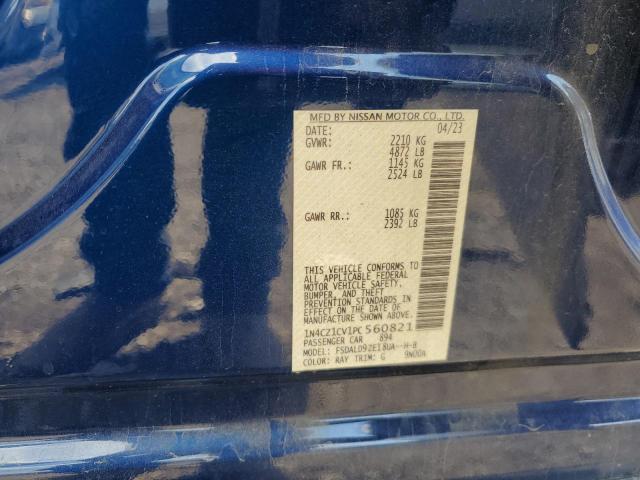 MFD BY NISSAN MOTOR CO., LTD.
DATE: 04/23
GVWR: 2210 KG
4872 LB
GAWR FR.: 1145 KG
2524 LB
GAWR RR.: 1085 KG
2392 LB
THIS VEHICLE CONFORMS TO
ALL APPLICABLE FEDERAL
MOTOR VEHICLE SAFETY,
BUMPER, AND THEFT
PREVENTION STANDARDS IN
EFFECT ON THE DATE OF
MANUFACTURE SHOWN ABOVE.
1N4CZ1CV1PC560821
PASSENGER CAR 894
MODEL: FSDALD9ZE18UA--H-B
COLOR: RAY TRIM: G 9N00A